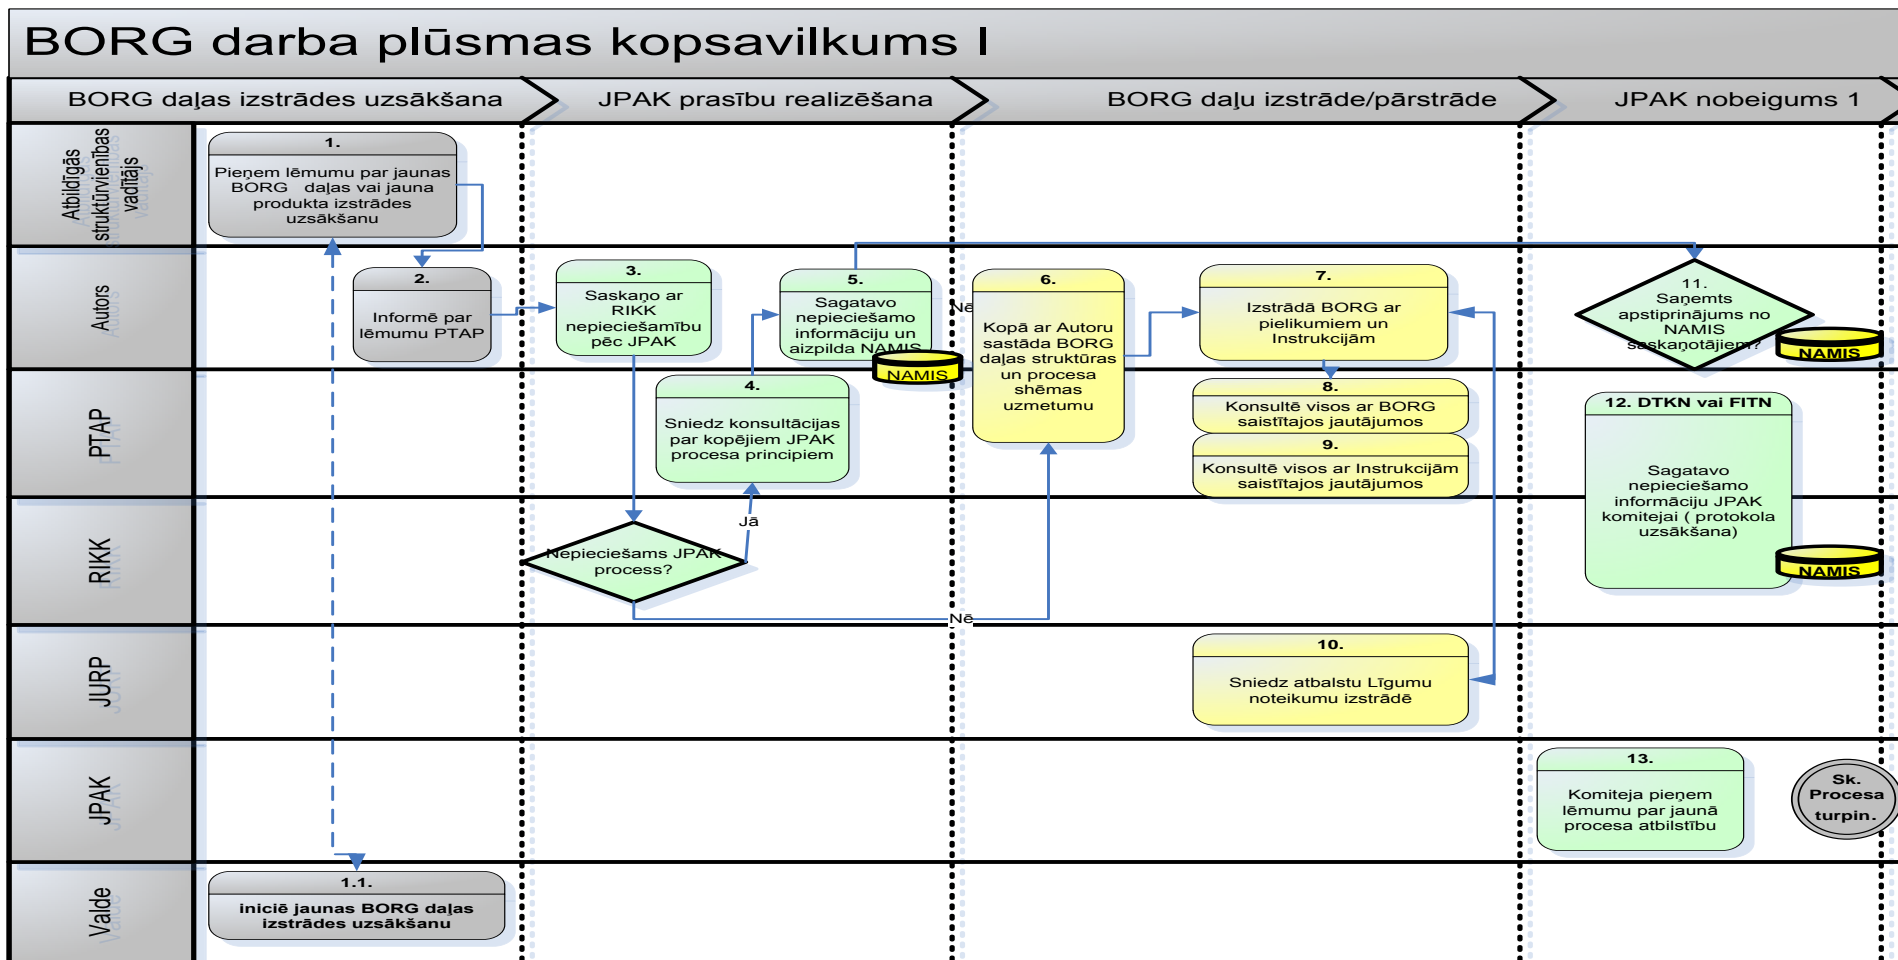 BORG darba plūsmas kopsavilkums I
BORG daļas izstrādes uzsākšana
JPAK prasību realizēšana
BORG daļu izstrāde/pārstrāde
JPAK nobeigums 1
Atbildīgās
struktūrvienības
vadītājs
1.
Pieņem lēmumu par jaunas
BORG daļas vai jauna
produkta izstrādes
uzsākšanu
Autors
2.
Informē par
lēmumu PTAP
3.
Saskaņo ar
RIKK
nepieciešamību
pēc JPAK
5.
Sagatavo
nepieciešamo
informāciju un
aizpilda NAMIS
NAMIS
Nē
6.
Kopā ar Autoru
sastāda BORG
daļas struktūras
un procesa
shēmas
uzmetumu
7.
Izstrādā BORG ar
pielikumiem un
Instrukcijām
11.
Saņemts
apstiprinājums no
NAMIS
saskaņotājiem?
NAMIS
PTAP
4.
Sniedz konsultācijas
par kopējiem JPAK
procesa principiem
8.
Konsultē visos ar BORG
saistītajos jautājumos
9.
Konsultē visos ar Instrukcijām
saistītajos jautājumos
12. DTKN vai FITN
Sagatavo
nepieciešamo
informāciju JPAK
komitejai ( protokola
uzsākšana)
NAMIS
RIKK
Jā
Nepieciešams JPAK
process?
Nē
JURP
10.
Sniedz atbalstu Līgumu
noteikumu izstrādē
JPAK
13.
Komiteja pieņem
lēmumu par jaunā
procesa atbilstību
Sk.
Procesa
turpin.
Valde
1.1.
iniciē jaunas BORG daļas
izstrādes uzsākšanu